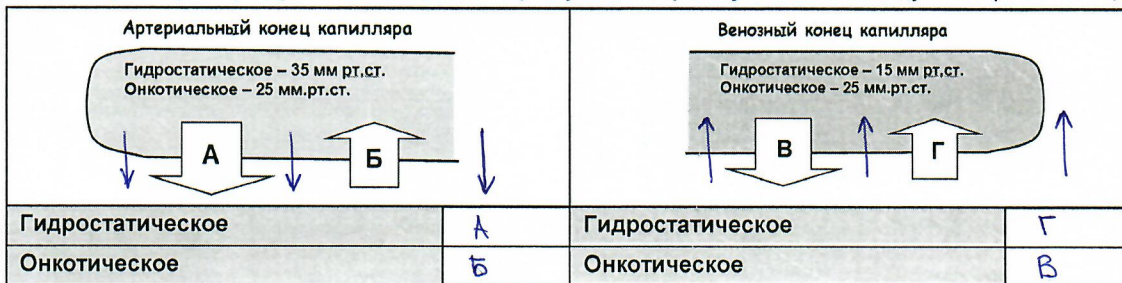 Артериальный конец капилляра
Гидростатическое – 35 мм рт.ст.
Онкотическое – 25 мм.рт.ст.
А
Б
Гидростатическое А
Онкотическое Б
Венозный конец капилляра
Гидростатическое – 15 мм рт.ст.
Онкотическое – 25 мм.рт.ст.
В
Г
Гидростатическое Г
Онкотическое В